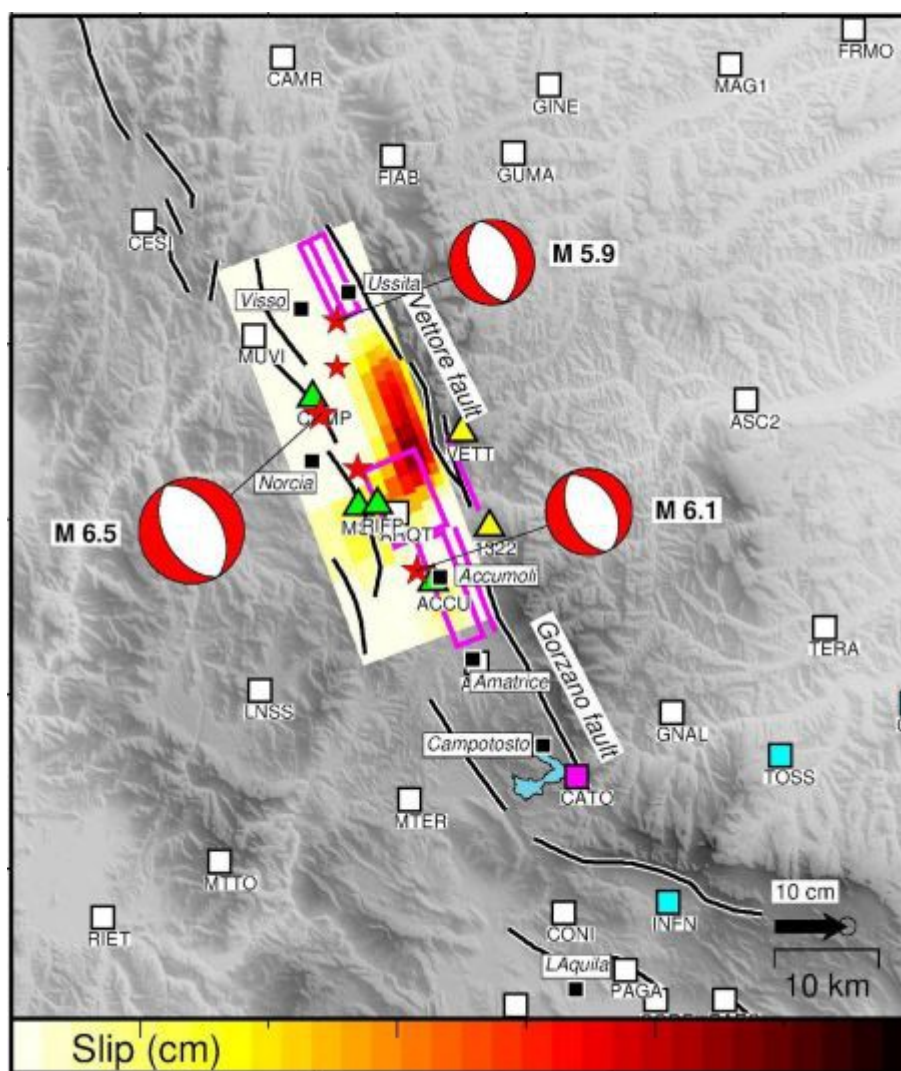 FRMO
CAMR
MAG1
GINE
FIAB
GUMA
CESI
M 5.9
Ussita
Visso
MUVI
Vettore fault
ASC2
VETT
Norcia
M 6.5
M 6.1
RIFP
ARQT
1322
Accumoli
ACCU
Gorzano fault
TERA
Amatrice
LNSS
GNAL
Campotosto
TOSS
CATO
MTER
MTTO
10 cm
INFN
CONI
RIET
LAquila
PAGA
10 km
Slip (cm)